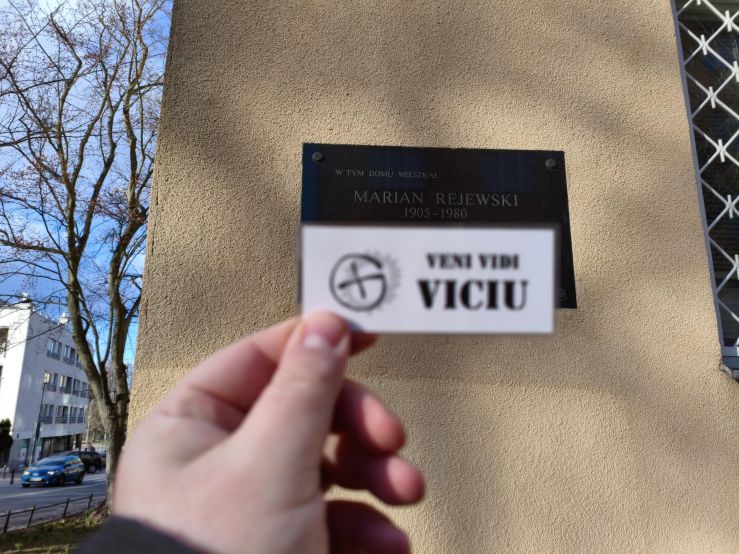 W TYM DOMU MIESZKAŁ
MARIAN REJEWSKI
1905-1980
VENI VIDI
VICIU